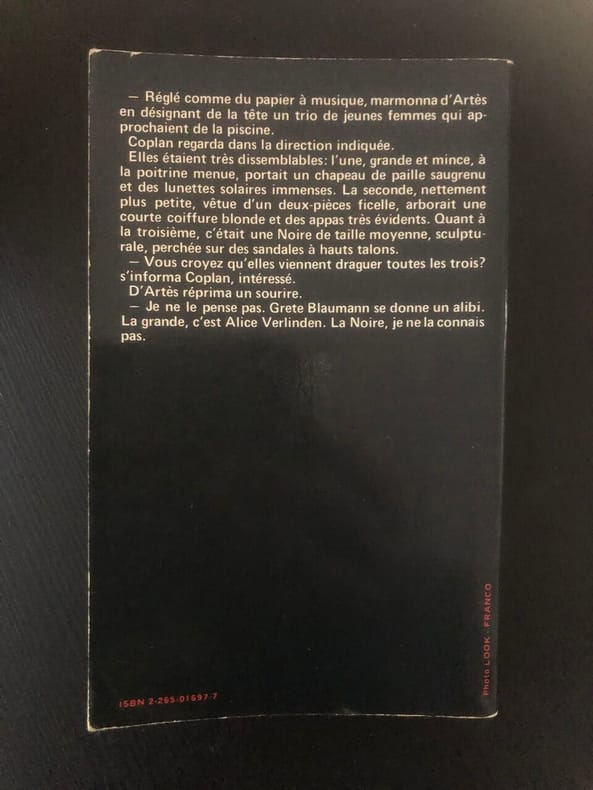 — Réglé comme du papier à musique, marmonna d'Artès
en désignant de la tête un trio de jeunes femmes qui ap-
prochaient de la piscine.
Coplan regarda dans la direction indiquée.
Elles étaient très dissemblables: l'une, grande et mince, à
la poitrine menue, portait un chapeau de paille saugrenu
et des lunettes solaires immenses. La seconde, nettement
plus petite, vêtue d'un deux-pièces ficelle, arborait une
courte coiffure blonde et des appas très évidents. Quant à
la troisième, c'était une Noire de taille moyenne, sculptu-
rale, perchée sur des sandales à hauts talons.
— Vous croyez qu'elles viennent draguer toutes les trois?
s'informa Coplan, intéressé.
D'Artès réprima un sourire.
— Je ne le pense pas. Grete Blaumann se donne un alibi.
La grande, c'est Alice Verlinden. La Noire, je ne la connais
pas.
Photo LOOK - FRANCO
ISBN 2-265-01697-7